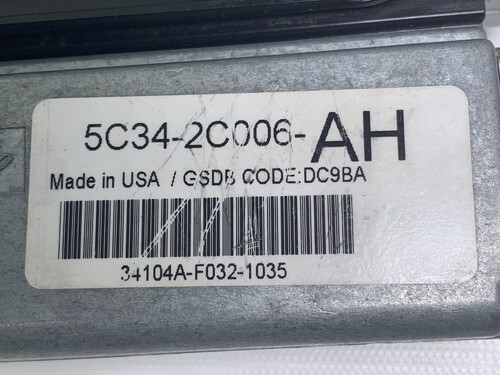 5C34-2C006-AH
Made in USA / GSDB CODE:DC9BA
34104A-F032-1035